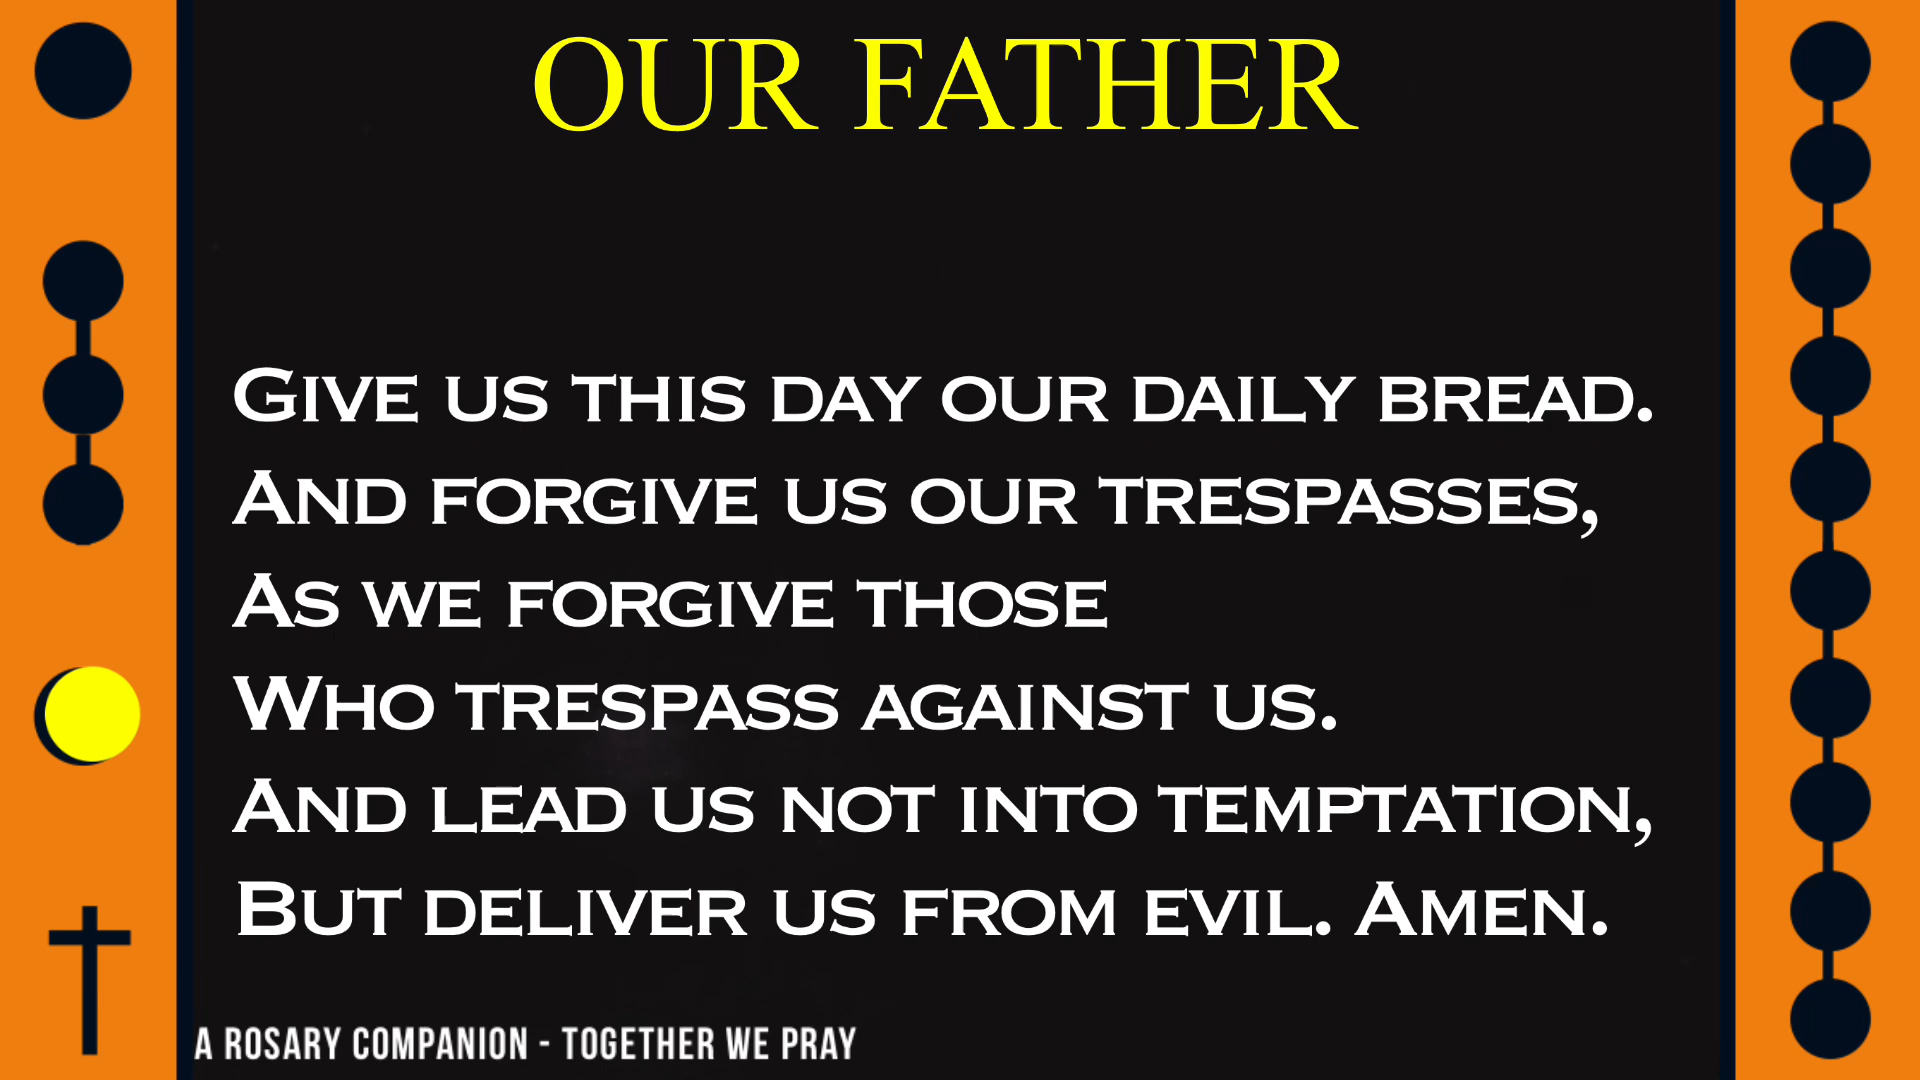 OUR FATHER
Give us this day our daily bread.
And forgive us our trespasses,
As we forgive those
Who trespass against us.
And lead us not into temptation,
But deliver us from evil. Amen.
A ROSARY COMPANION - TOGETHER WE PRAY